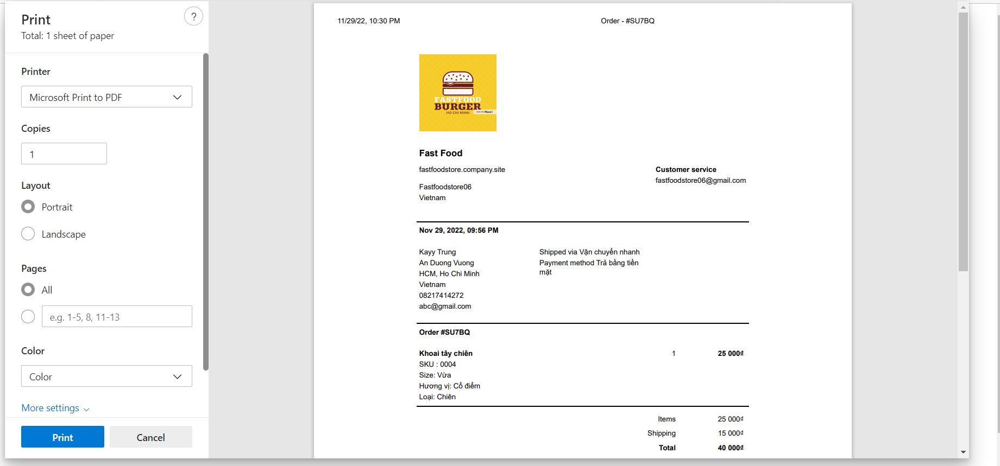 Print
?
Total: 1 sheet of paper
Printer
Microsoft Print to PDF
Copies
1
Layout
Portrait
Landscape
Pages
All
e.g. 1-5, 8, 11-13
Color
Color
More settings
Print
Cancel
11/29/22, 10:30 PM
Order - #SU7BQ
FASTFOOD
BURGER
HO CHI MINH
made with Placeit
Fast Food
fastfoodstore.company.site
Fastfoodstore06
Vietnam
Customer service
fastfoodstore06@gmail.com
Nov 29, 2022, 09:56 PM
Kayy Trung
An Duong Vuong
HCM, Ho Chi Minh
Vietnam
08217414272
abc@gmail.com
Shipped via Vận chuyển nhanh
Payment method Trả bằng tiền
mặt
Order #SU7BQ
Khoai tây chiên 1 25 000₫
SKU : 0004
Size: Vừa
Hương vị: Cổ điểm
Loại: Chiên
Items 25 000₫
Shipping 15 000₫
Total 40 000₫